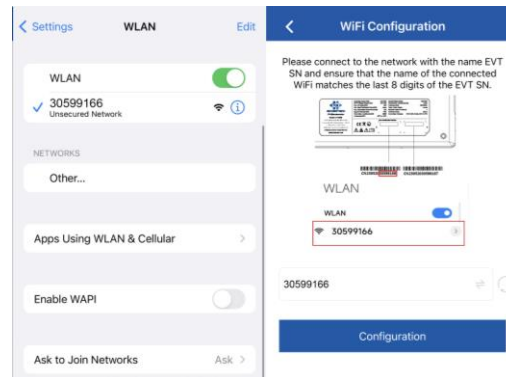 Settings
WLAN
Edit
WLAN
30599166
Unsecured Network
NETWORKS
Other...
Apps Using WLAN & Cellular
Enable WAPI
Ask to Join Networks
Ask
WiFi Configuration
Please connect to the network with the name EVT
SN and ensure that the name of the connected
WiFi matches the last 8 digits of the EVT SN.
WLAN
WLAN
30599166
30599166
Configuration